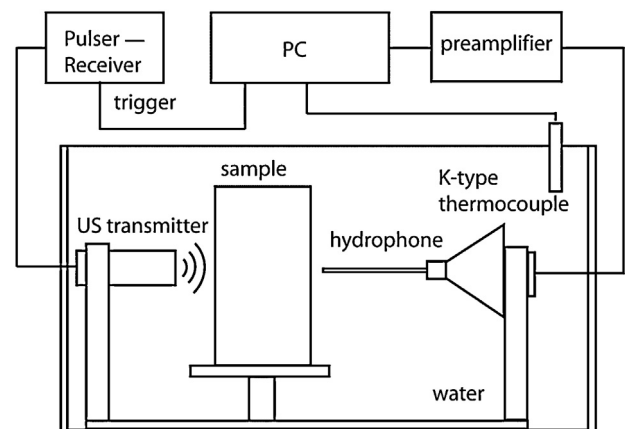 Pulser —
Receiver
PC
preamplifier
trigger
sample
K-type
thermocouple
US transmitter
hydrophone
water